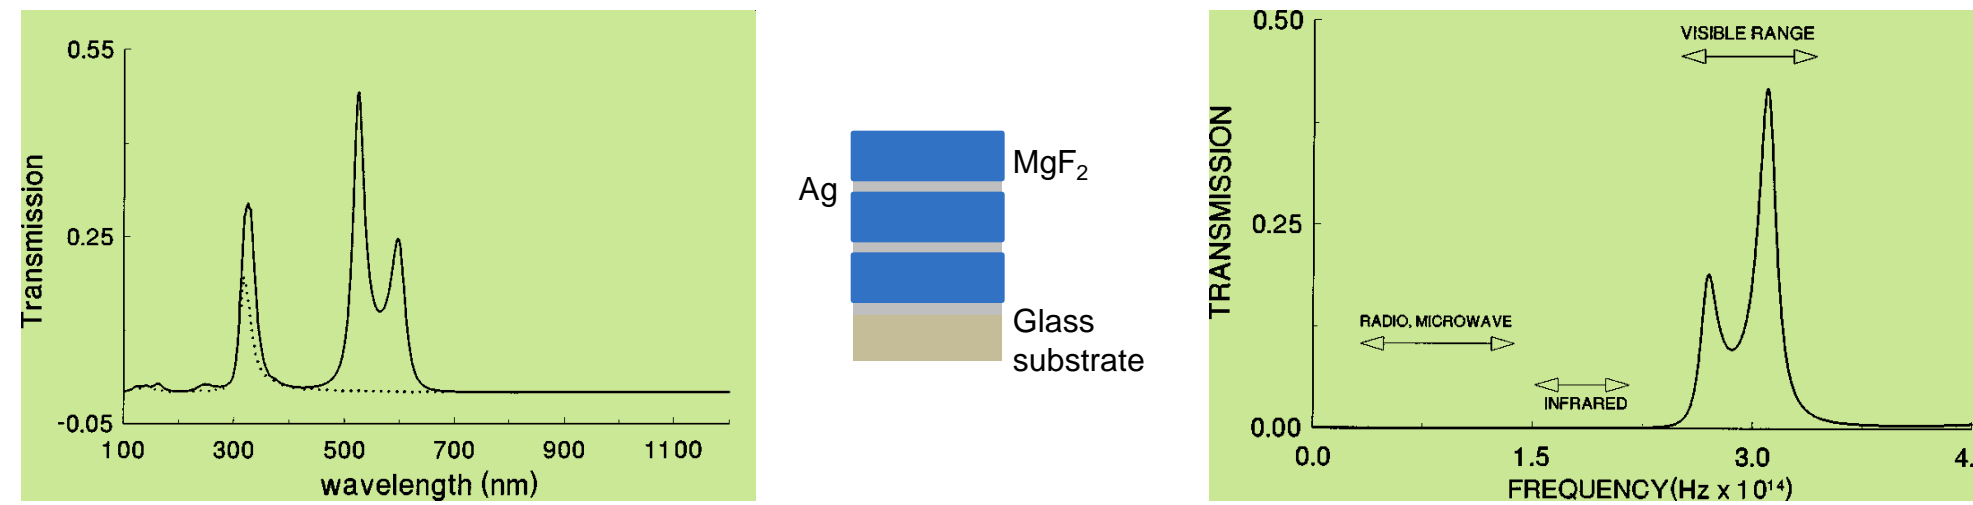 0.55
0.25
-0.05
100 300 500 700 900 1100
wavelength (nm)
Transmission
Ag
MgF₂
Glass
substrate
0.50
0.25
0.00
TRANSMISSION
VISIBLE RANGE
RADIO, MICROWAVE
INFRARED
0.0 1.5 3.0 4.
FREQUENCY(Hz x 10¹⁴)